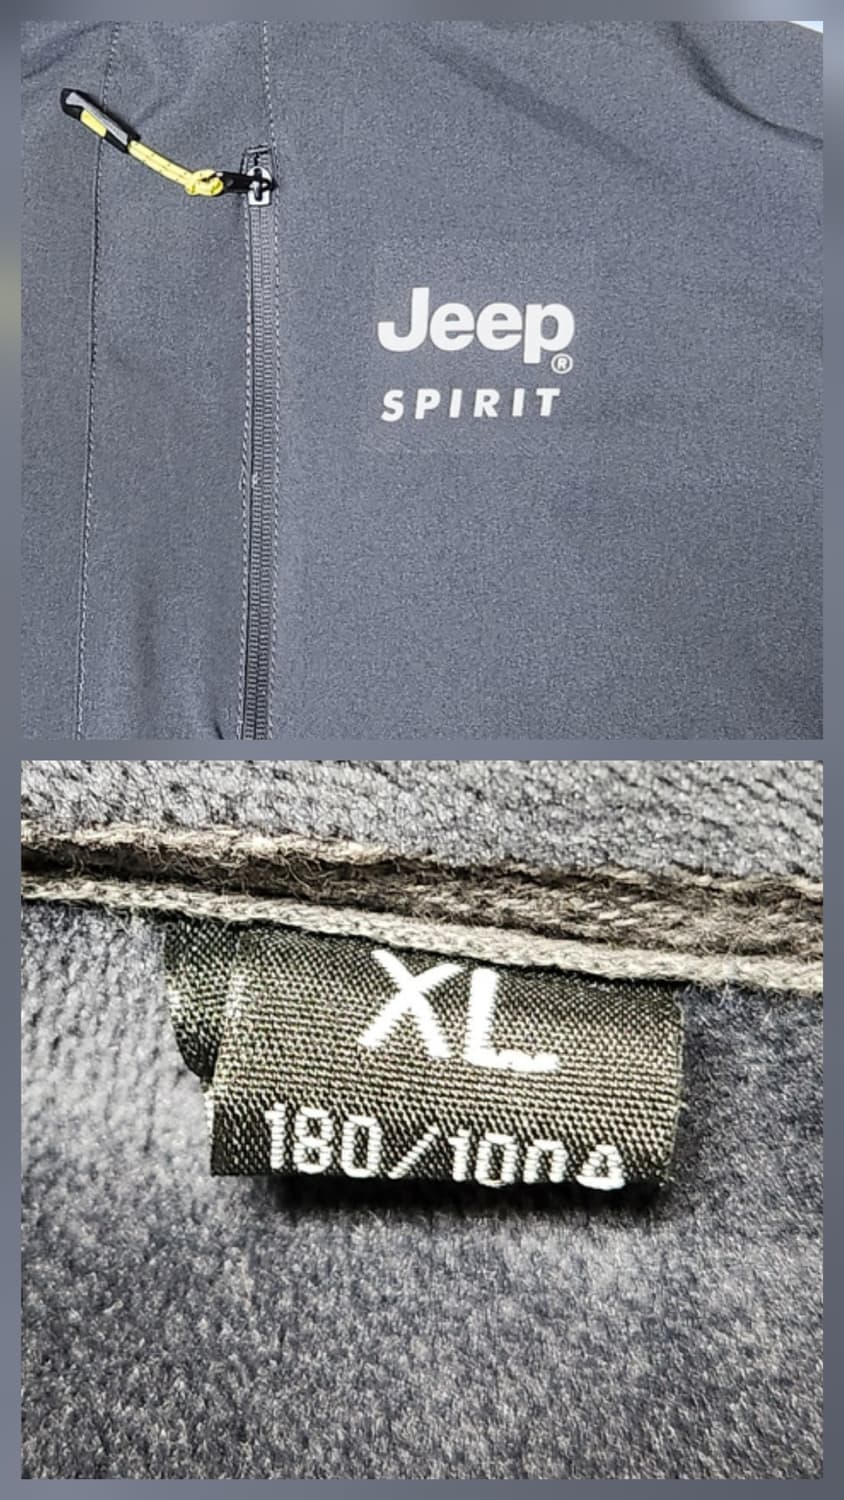 Jeep
®
SPIRIT
XL
180/100A